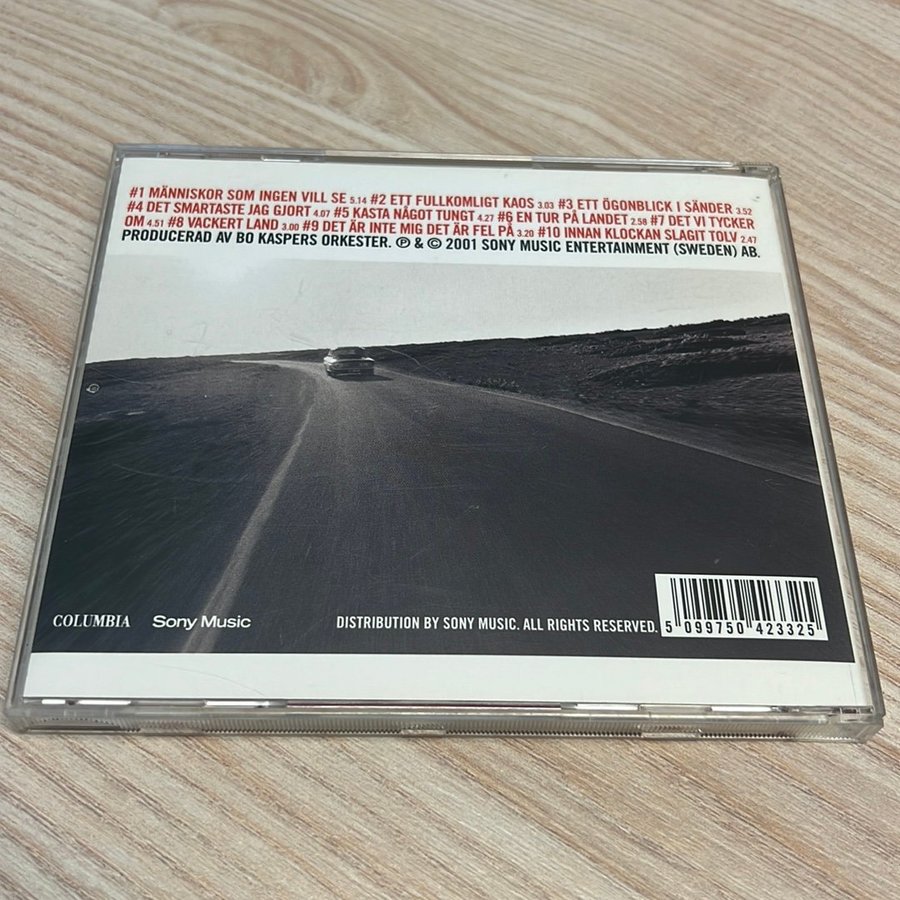 #1 MÄNNISKOR SOM INGEN VILL SE 5.14 #2 ETT FULLKOMLIGT KAOS 3.03 #3 ETT ÖGONBLICK I SÄNDER 3.52
#4 DET SMARTASTE JAG GJORT 4.07 #5 KASTA NÅGOT TUNGT 4.27 #6 EN TUR PÅ LANDET 2.58 #7 DET VI TYCKER
OM 4.51 #8 VACKERT LAND 3.00 #9 DET ÄR INTE MIG DET ÄR FEL PÅ 3.20 #10 INNAN KLOCKAN SLAGIT TOLV 2.47
PRODUCERAD AV BO KASPERS ORKESTER. ℗ & © 2001 SONY MUSIC ENTERTAINMENT (SWEDEN) AB.
COLUMBIA Sony Music DISTRIBUTION BY SONY MUSIC. ALL RIGHTS RESERVED.
5 099750 423325